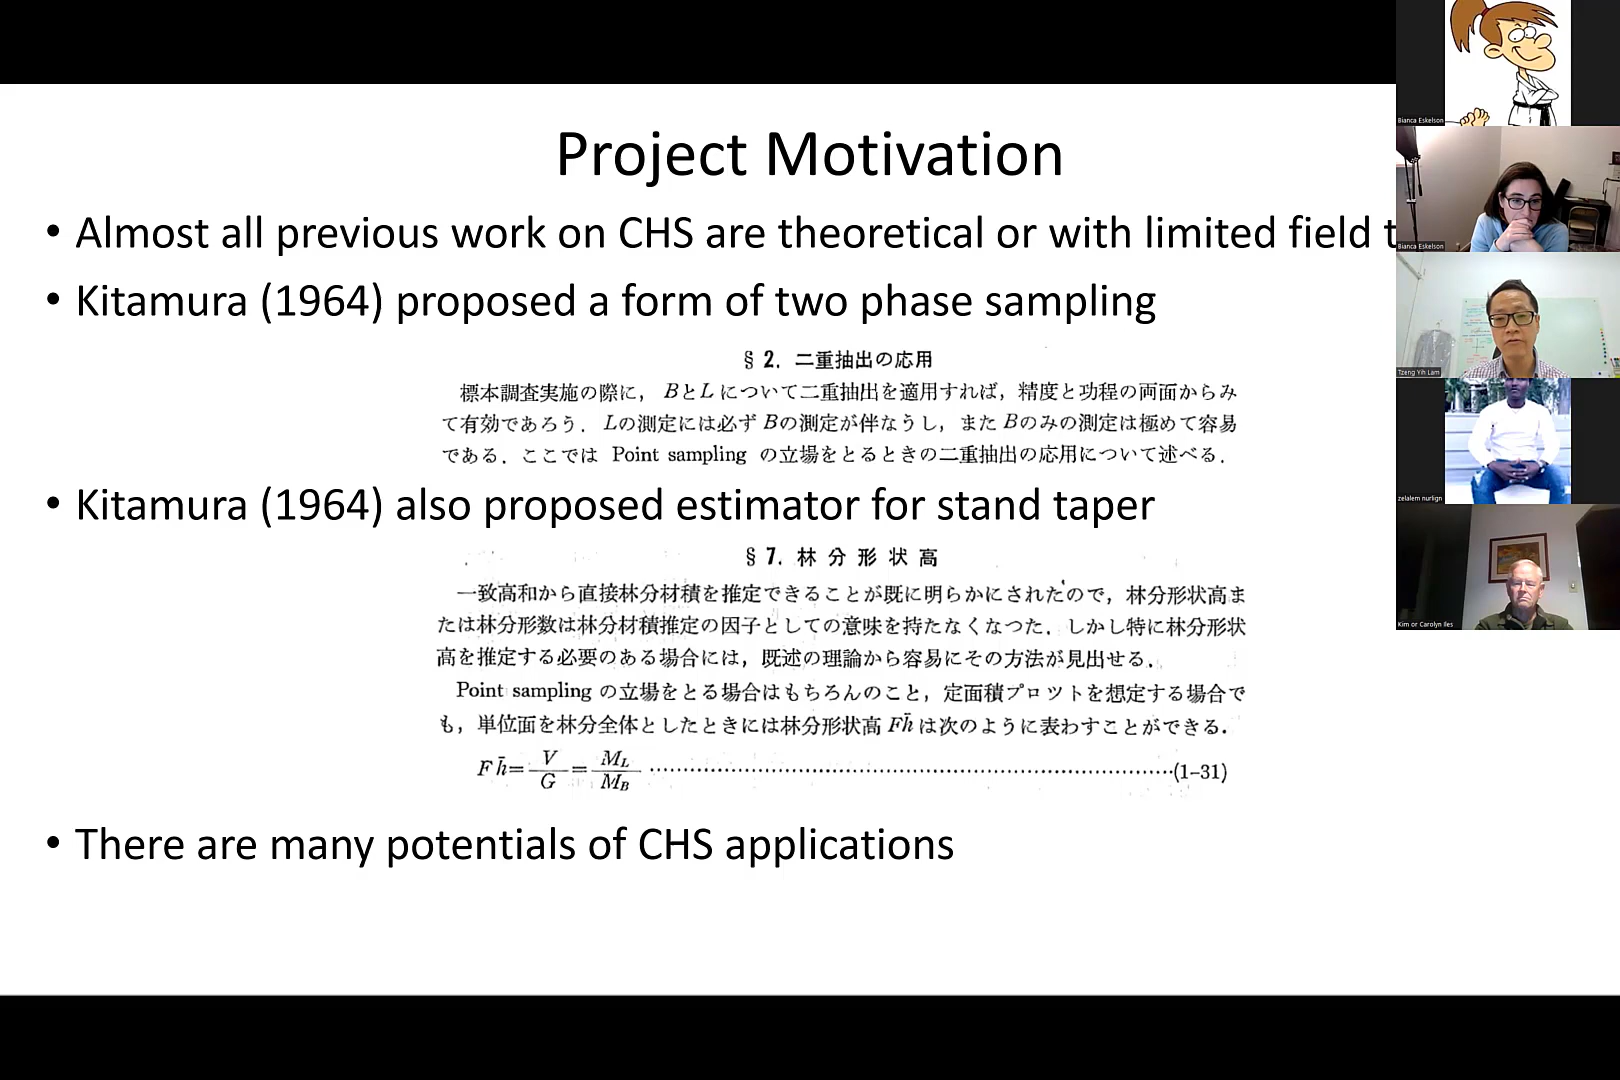 Project Motivation
• Almost all previous work on CHS are theoretical or with limited field
• Kitamura (1964) proposed a form of two phase sampling
§ 2. 二重抽出の応用
標本調査実施の際に, BとLについて二重抽出を適用すれば, 精度と功程の両面からみ
て有効であろう. Lの測定には必ずBの測定が伴なうし, またBのみの測定は極めて容易
である. ここでは Point sampling の立場をとるときの二重抽出の応用について述べる.
• Kitamura (1964) also proposed estimator for stand taper
§ 7. 林 分 形 状 高
一致高和から直接林分材積を推定できることが既に明らかにされたので, 林分形状高ま
たは林分形数は林分材積推定の因子としての意味を持たなくなつた. しかし特に林分形状
高を推定する必要のある場合には, 既述の理論から容易にその方法が見出せる.
Point sampling の立場をとる場合はもちろんのこと, 定面積プロツトを想定する場合で
も, 単位面を林分全体としたときには林分形状高 Fh̄ は次のように表わすことができる.
Fh̄= V/G = M_L/M_B ……………………(1-31)
• There are many potentials of CHS applications
Bianca Eskelson
Bianca Eskelson
Tzeng Yih Lam
zelalem nurlign
Kim or Carolyn Iles